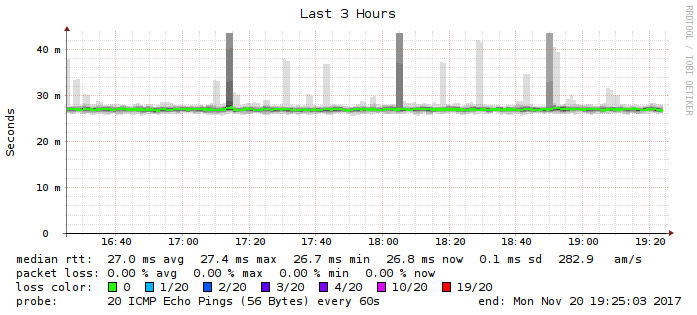 Last 3 Hours
RRDTOOL / TOBI OETIKER
Seconds
40 m
30 m
20 m
10 m
0
16:40 17:00 17:20 17:40 18:00 18:20 18:40 19:00 19:20
median rtt: 27.0 ms avg 27.4 ms max 26.7 ms min 26.8 ms now 0.1 ms sd 282.9 am/s
packet loss: 0.00 % avg 0.00 % max 0.00 % min 0.00 % now
loss color: 0 1/20 2/20 3/20 4/20 10/20 19/20
probe: 20 ICMP Echo Pings (56 Bytes) every 60s end: Mon Nov 20 19:25:03 2017